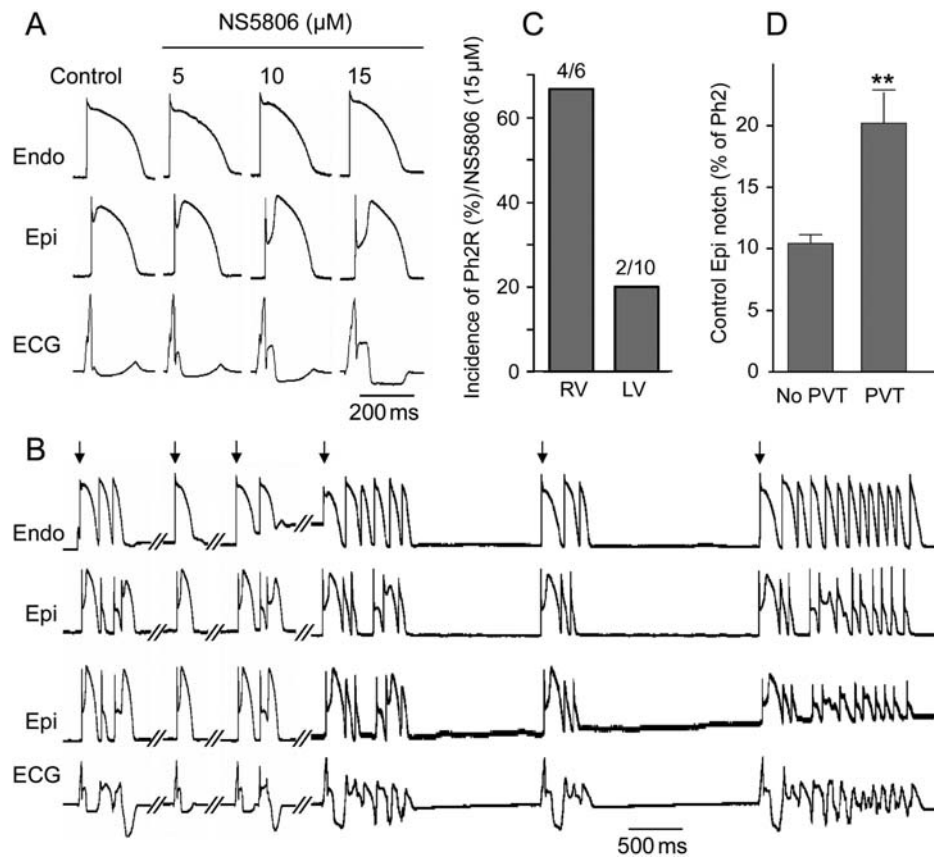 A
NS5806 (µM)
Control 5 10 15
Endo
Epi
ECG
200 ms
C
Incidence of Ph2R (%)/NS5806 (15 µM)
60
40
20
0
4/6
2/10
RV LV
D
Control Epi notch (% of Ph2)
20
15
10
5
0
**
No PVT PVT
B
Endo
Epi
Epi
ECG
500 ms